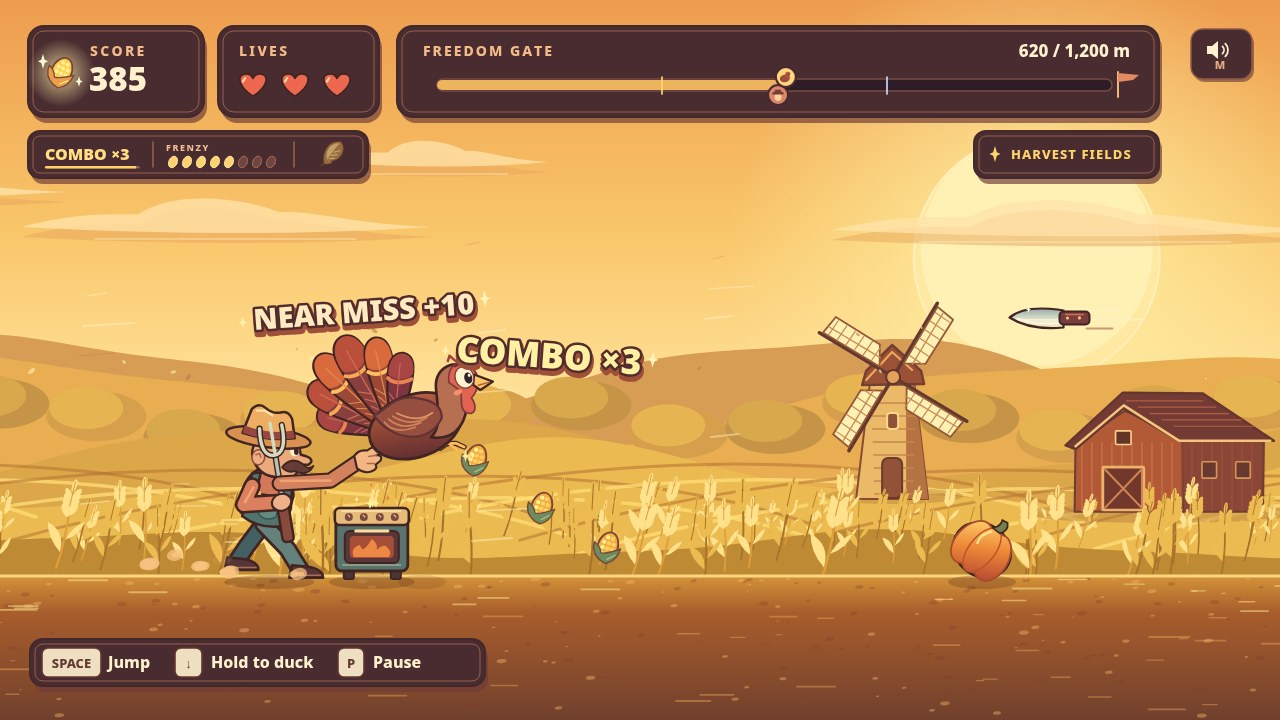 SCORE
385
LIVES
FREEDOM GATE
620 / 1,200 m
M
COMBO ×3
FRENZY
HARVEST FIELDS
NEAR MISS +10
COMBO ×3
SPACE Jump ↓ Hold to duck P Pause